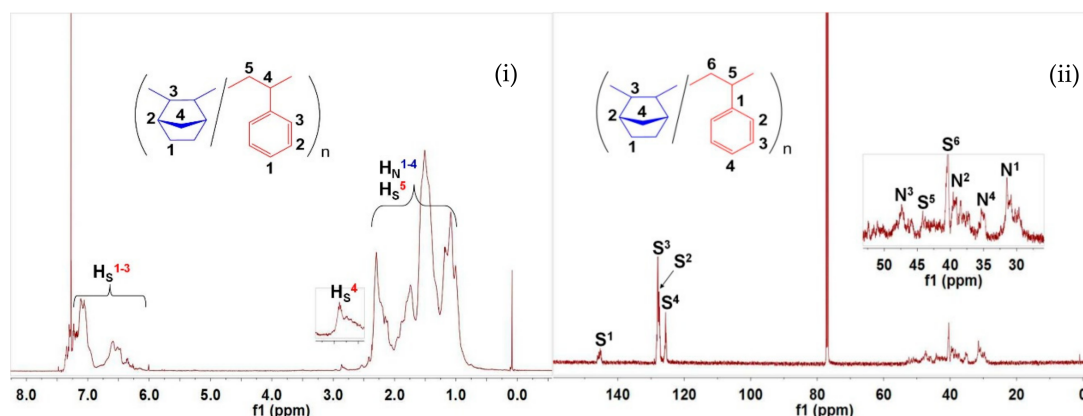 (i)
3
5
4
2
4
1
3
2
1
n
H_N^1-4
H_S^5
H_S^1-3
H_S^4
8.0 7.0 6.0 5.0 4.0 3.0 2.0 1.0 0.0
f1 (ppm)
(ii)
6
5
3
1
2
4
2
1
3
4
n
S^3
S^2
S^4
S^1
S^6
N^3
S^5
N^2
N^4
N^1
50 45 40 35 30
f1 (ppm)
140 120 100 80 60 40 20 0
f1 (ppm)